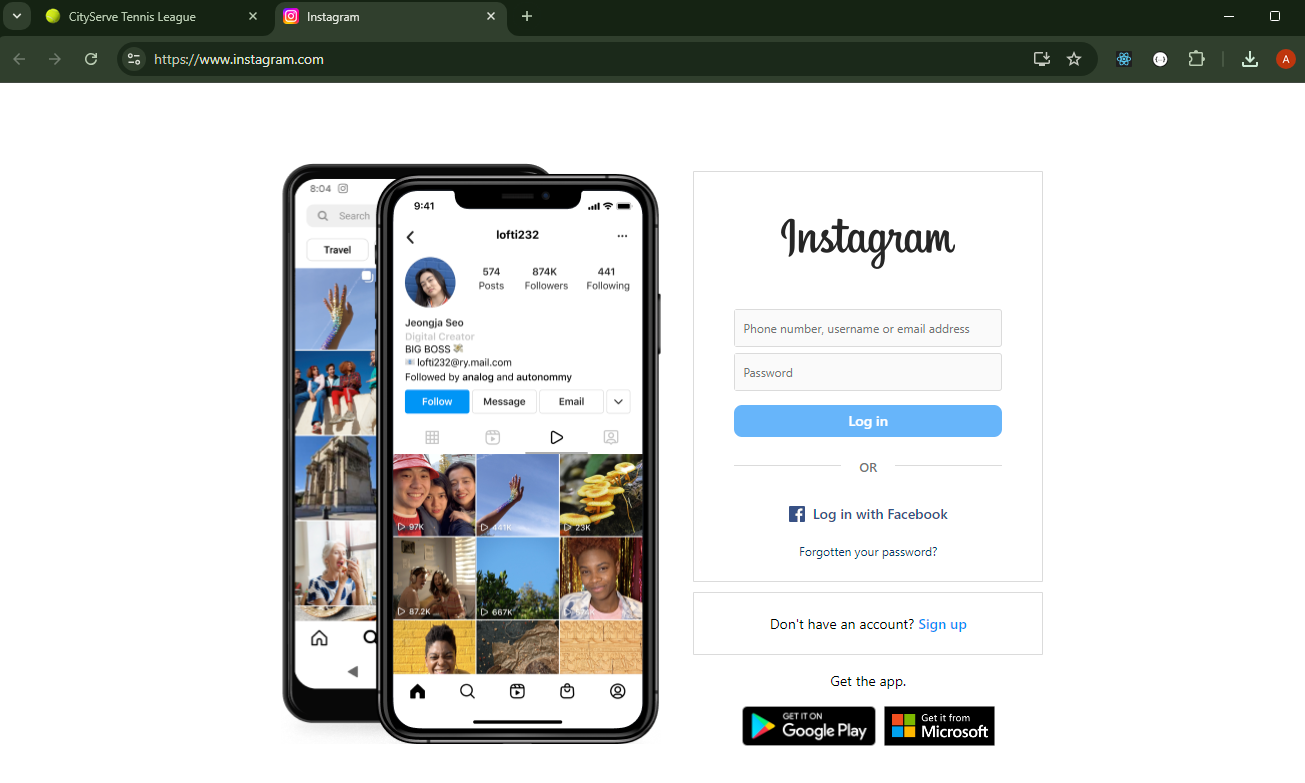 CityServe Tennis League
Instagram
https://www.instagram.com
A
8:04
Search
Travel
9:41
lofti232
574 874K 441
Posts Followers Following
Jeongja Seo
Digital Creator
BIG BOSS 💸
📧 lofti232@ry.mail.com
Followed by analog and autonommy
Follow Message Email
97K 441K 23K
87.2K 667K
Instagram
Phone number, username or email address
Password
Log in
OR
Log in with Facebook
Forgotten your password?
Don't have an account? Sign up
Get the app.
GET IT ON
Google Play
Get it from
Microsoft